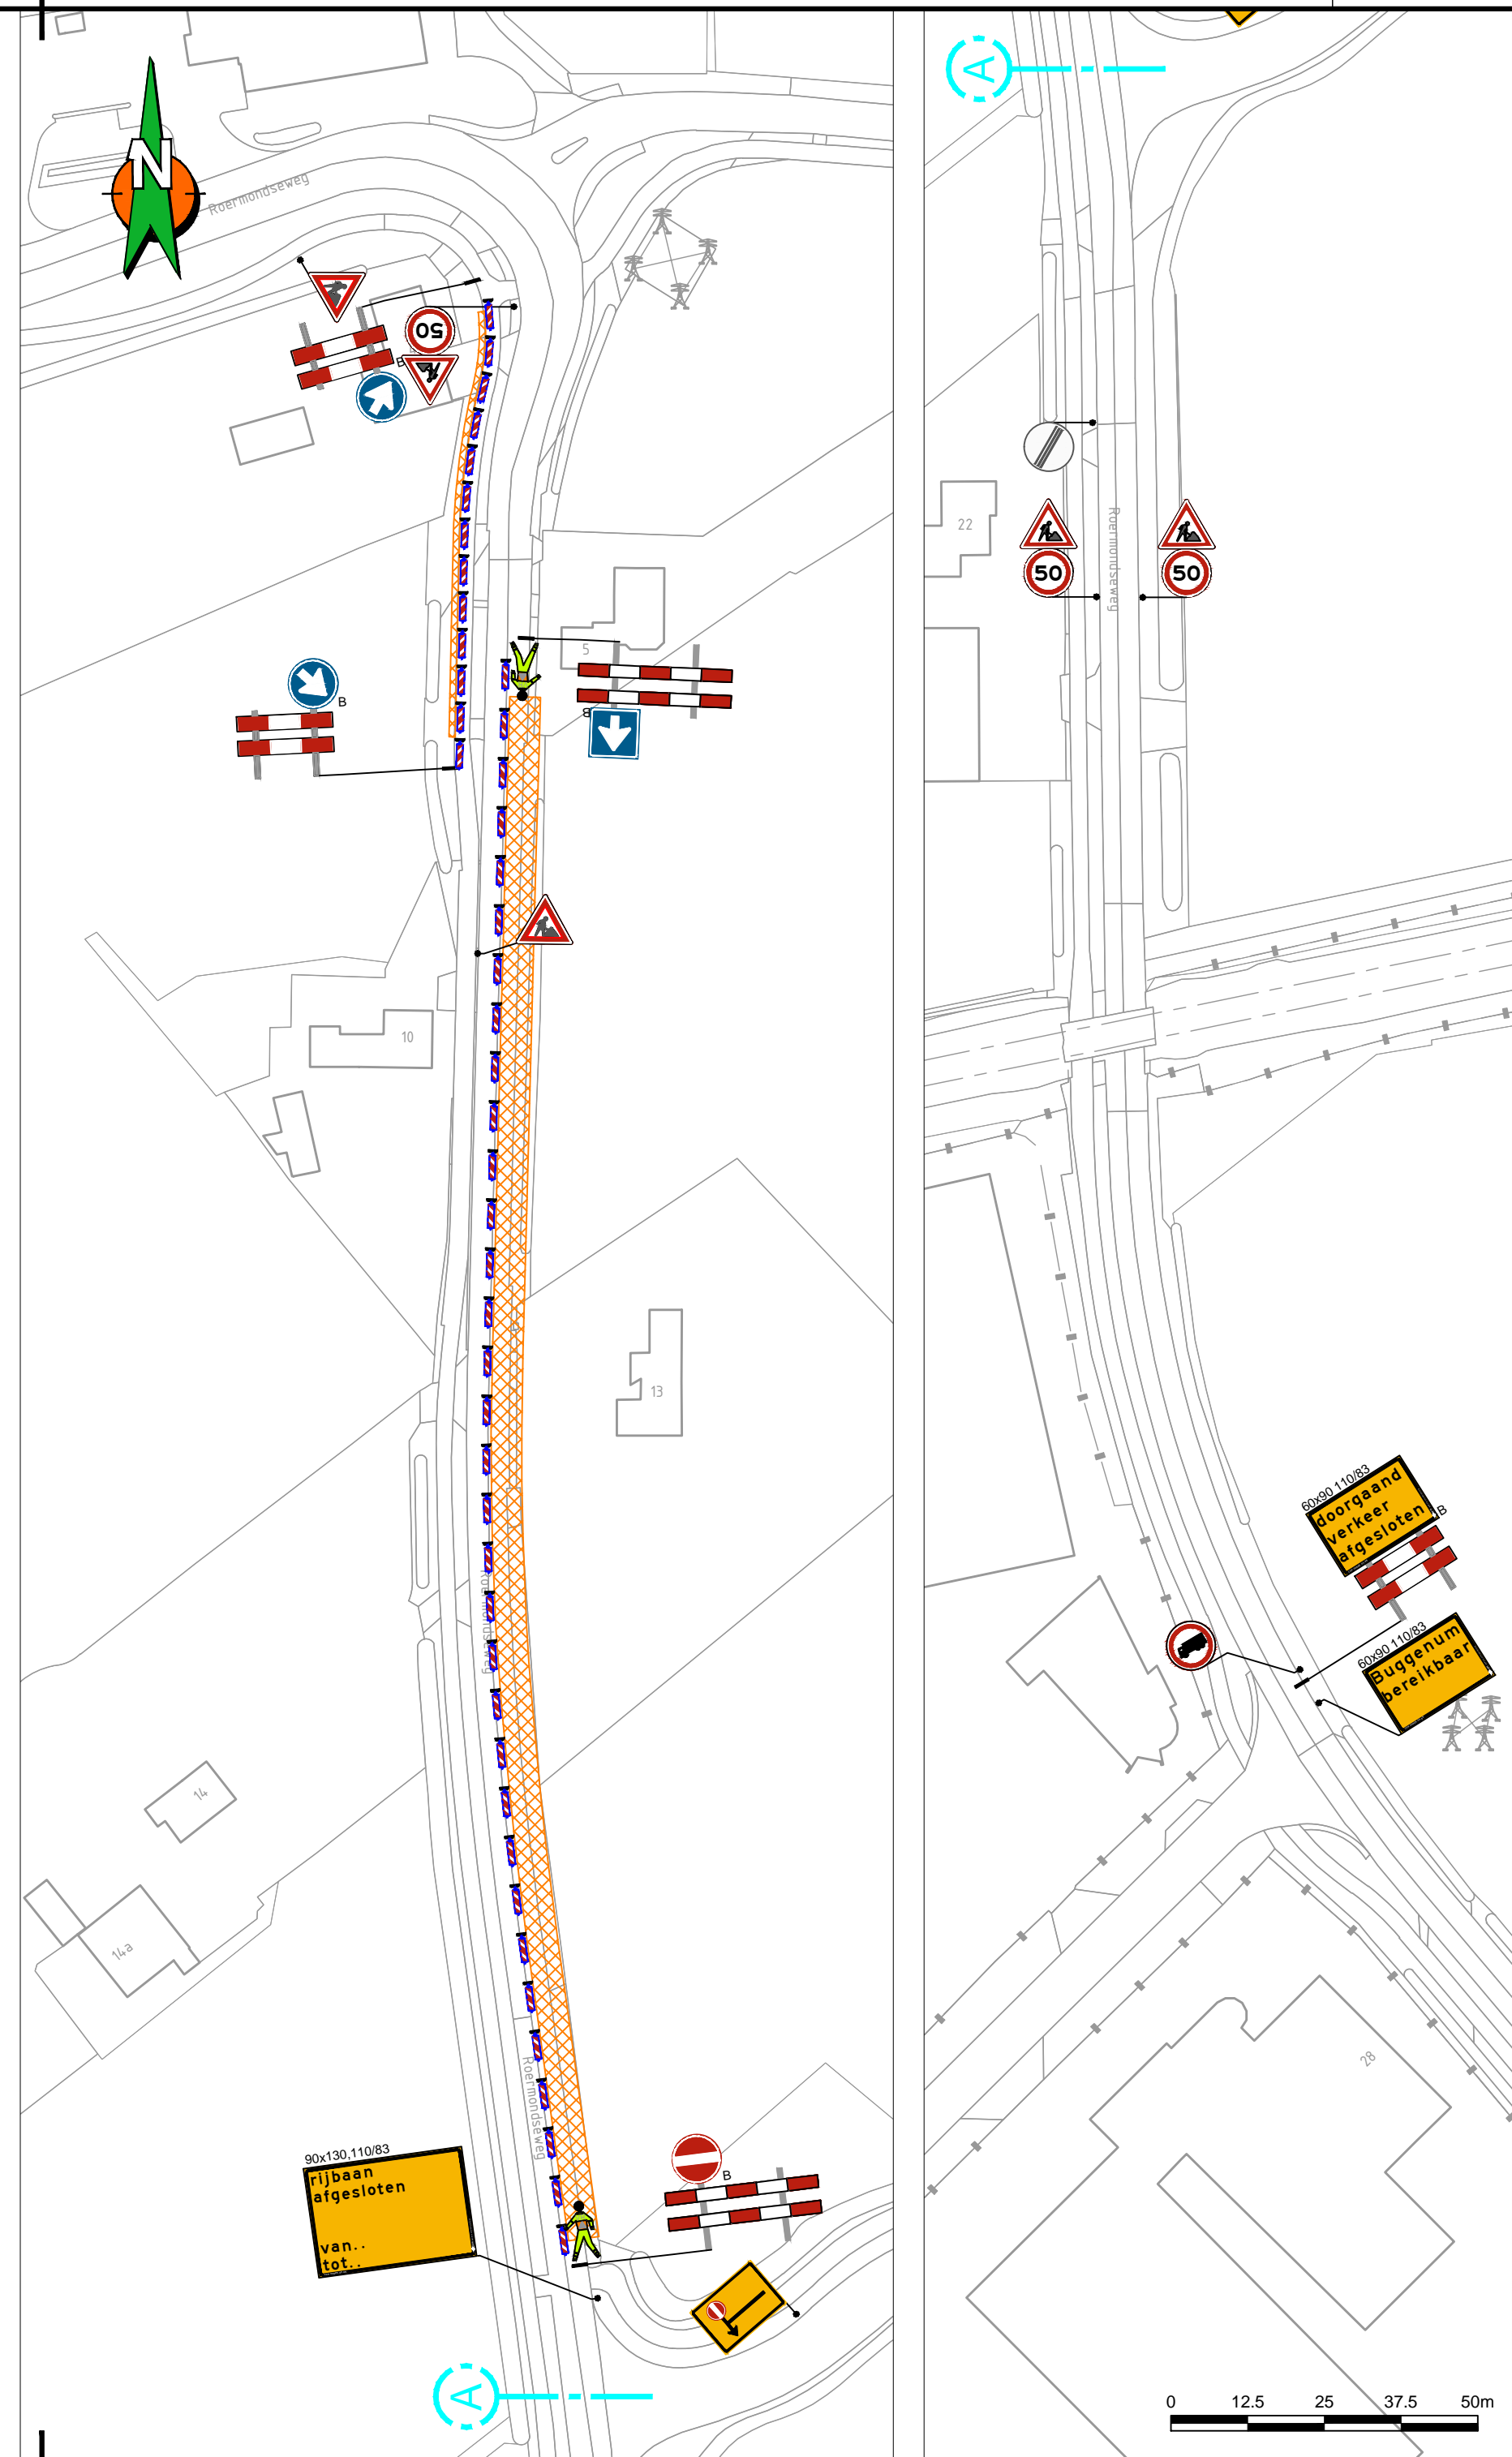 N
Roermondseweg
50
B
B
5
B
10
13
Roermondseweg
14
14a
Roermondseweg
90x130,110/83
rijbaan
afgesloten
van..
tot..
B
A
A
22
Roermondseweg
50
50
60x90 110/83
doorgaand
verkeer
afgesloten
B
60x90 110/83
Buggenum
bereikbaar
28
0 12.5 25 37.5 50m